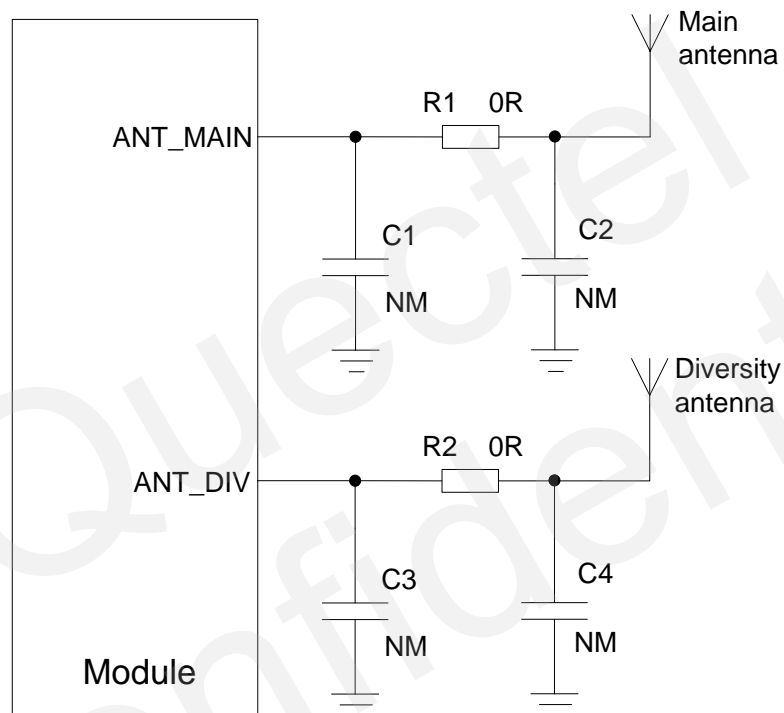 Main
antenna
R1 0R
ANT_MAIN
C1
C2
NM
NM
Diversity
antenna
R2 0R
ANT_DIV
C3
C4
NM
NM
Module
Quectel